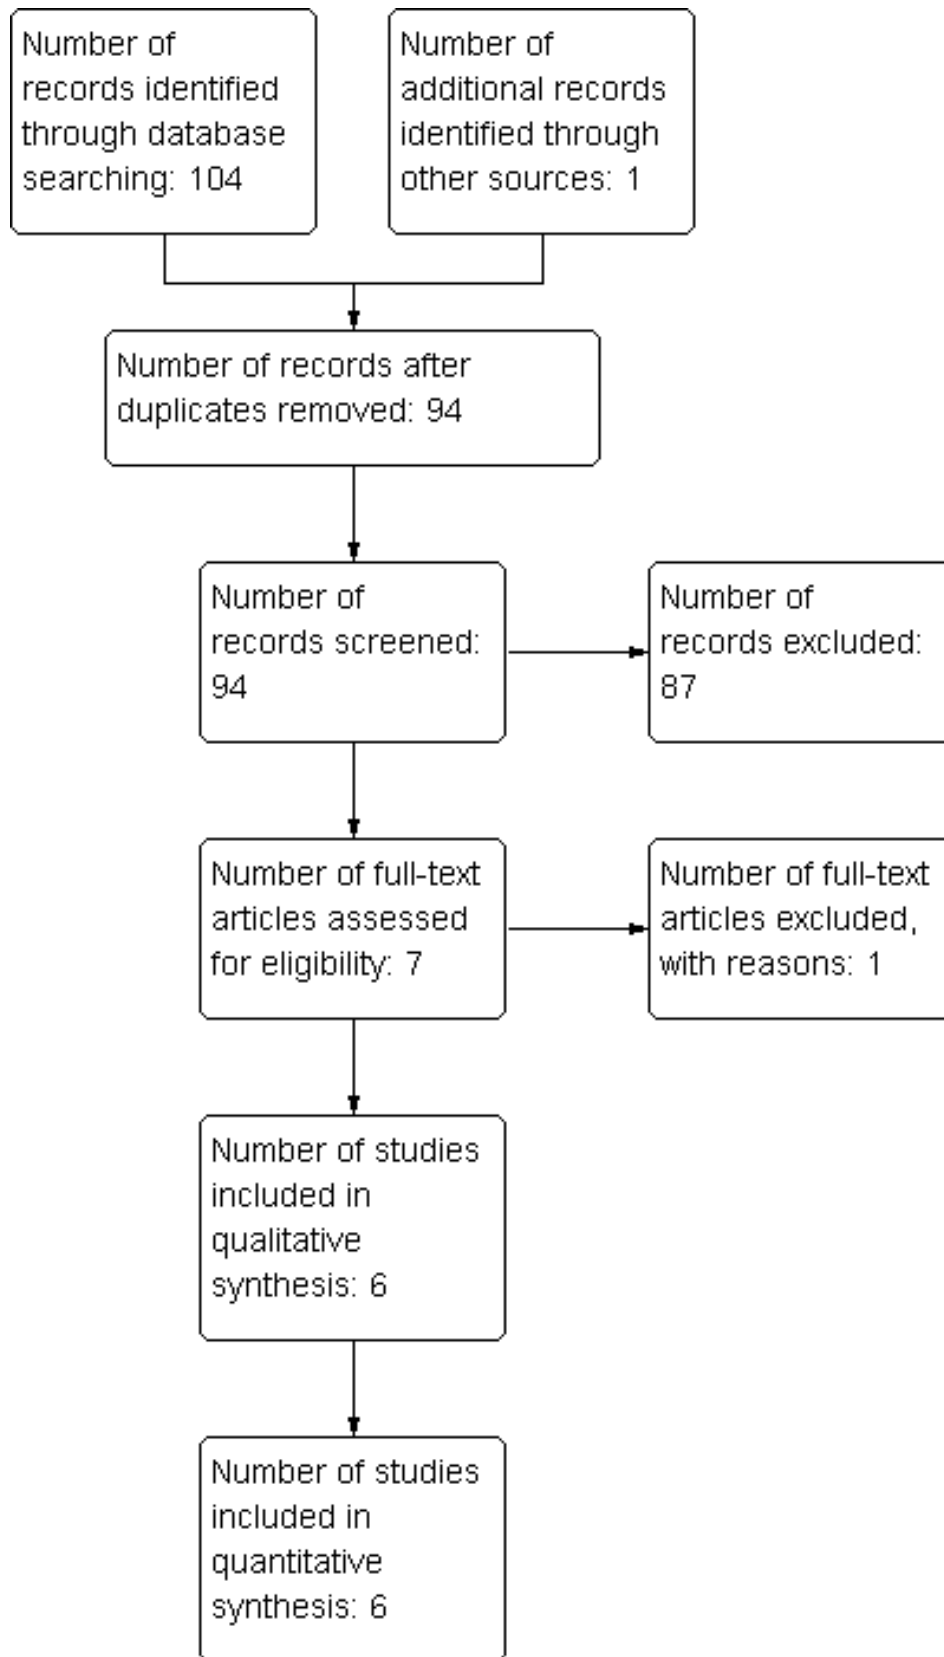 Number of
records identified
through database
searching: 104
Number of
additional records
identified through
other sources: 1
Number of records after
duplicates removed: 94
Number of
records screened:
94
Number of
records excluded:
87
Number of full-text
articles assessed
for eligibility: 7
Number of full-text
articles excluded,
with reasons: 1
Number of studies
included in
qualitative
synthesis: 6
Number of studies
included in
quantitative
synthesis: 6